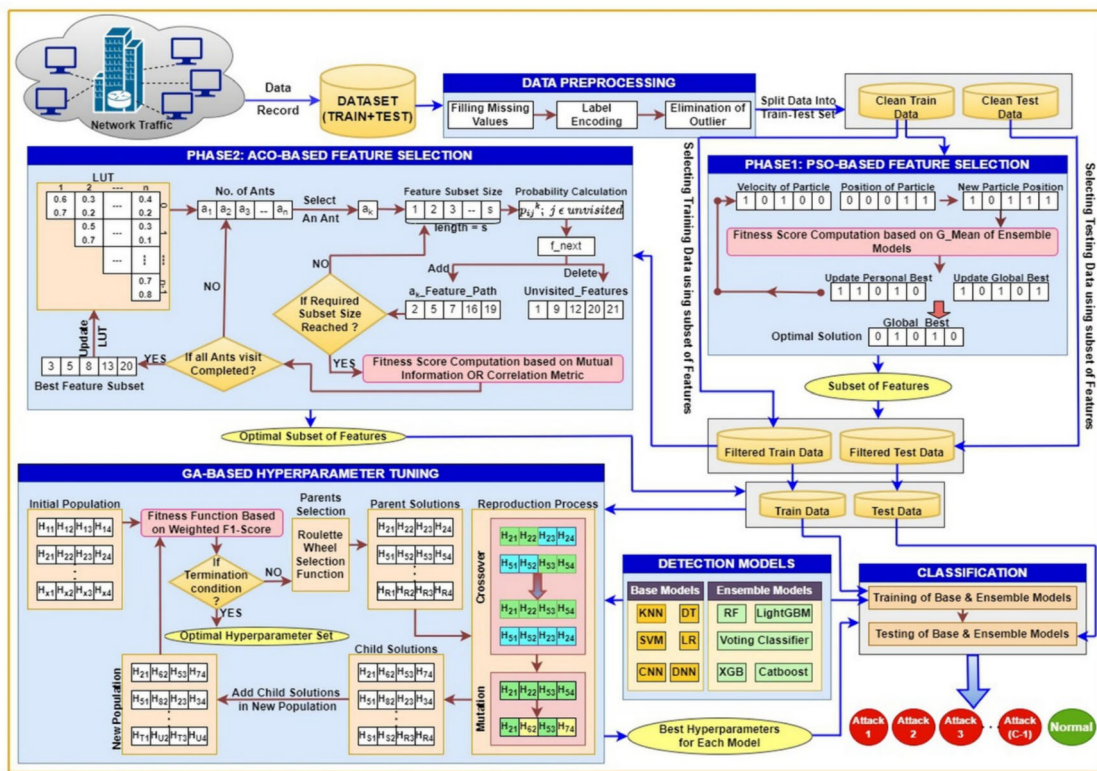 Network Traffic
Data
Record
DATASET
(TRAIN+TEST)
DATA PREPROCESSING
Filling Missing
Values
Label
Encoding
Elimination of
Outlier
Split Data Into
Train-Test Set
Clean Train
Data
Clean Test
Data
PHASE2: ACO-BASED FEATURE SELECTION
LUT
1 2 --- n
0.6 0.3 --- 0.4 0
0.7 0.2 0.2
0.5 --- 0.3 1
0.7 0.1
--- ⋮ ⋮
0.7 n-1
0.8
No. of Ants
a1 a2 a3 -- an
Select
An Ant
ak
Feature Subset Size
1 2 3 -- s
length = s
Probability Calculation
pij^k; j ϵ unvisited
f_next
Add
Delete
ak_Feature_Path
2 5 7 16 19
Unvisited_Features
1 9 12 20 21
NO
NO
If Required
Subset Size
Reached ?
YES
Fitness Score Computation based on Mutual
Information OR Correlation Metric
If all Ants visit
Completed?
YES
Update
LUT
3 5 8 13 20
Best Feature Subset
Selecting Training Data using subset of Features
PHASE1: PSO-BASED FEATURE SELECTION
Velocity of Particle
1 0 1 0 0
Position of Particle
0 0 0 1 1
New Particle Position
1 0 1 1 1
Fitness Score Computation based on G_Mean of Ensemble
Models
Update Personal Best
1 1 0 1 0
Update Global Best
1 0 1 0 1
Global Best
Optimal Solution
0 1 0 1 0
Selecting Testing Data using subset of Features
Subset of Features
Filtered Train Data
Filtered Test Data
Optimal Subset of Features
Train Data
Test Data
GA-BASED HYPERPARAMETER TUNING
Initial Population
H11 H12 H13 H14
H21 H22 H23 H24
⋮
Hx1 Hx2 Hx3 Hx4
Fitness Function Based
on Weighted F1-Score
If
Termination
condition
?
NO
YES
Optimal Hyperparameter Set
Parents
Selection
Roulette
Wheel
Selection
Function
Parent Solutions
H21 H22 H23 H24
H51 H52 H53 H54
⋮
HR1 HR2 HR3 HR4
Reproduction Process
Crossover
H21 H22 H23 H24
H51 H52 H53 H54
H21 H22 H53 H54
H51 H52 H23 H24
Mutation
H21 H22 H53 H54
H21 H62 H53 H74
Child Solutions
H21 H62 H53 H74
H51 H82 H23 H34
⋮
HS1 HS2 HR3 HR4
Add Child Solutions
in New Population
New Population
H21 H62 H53 H74
H51 H82 H23 H34
⋮
HT1 HU2 HT3 HU4
DETECTION MODELS
Base Models
KNN DT
SVM LR
CNN DNN
Ensemble Models
RF LightGBM
Voting Classifier
XGB Catboost
CLASSIFICATION
Training of Base & Ensemble Models
Testing of Base & Ensemble Models
Best Hyperparameters
for Each Model
Attack
1
Attack
2
Attack
3
Attack
(C-1)
Normal